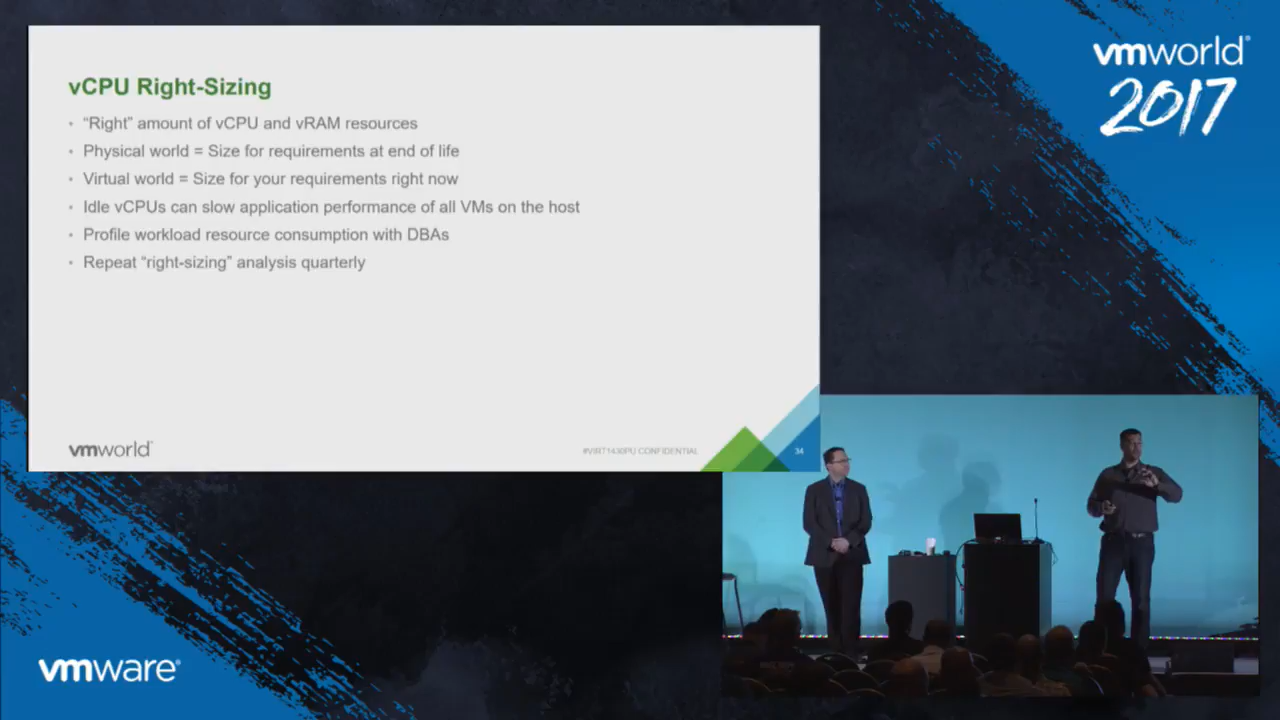 vCPU Right-Sizing
• "Right" amount of vCPU and vRAM resources
• Physical world = Size for requirements at end of life
• Virtual world = Size for your requirements right now
• Idle vCPUs can slow application performance of all VMs on the host
• Profile workload resource consumption with DBAs
• Repeat "right-sizing" analysis quarterly
vmworld
#VIRT1430PU CONFIDENTIAL
34
vmworld®
2017
vmware®